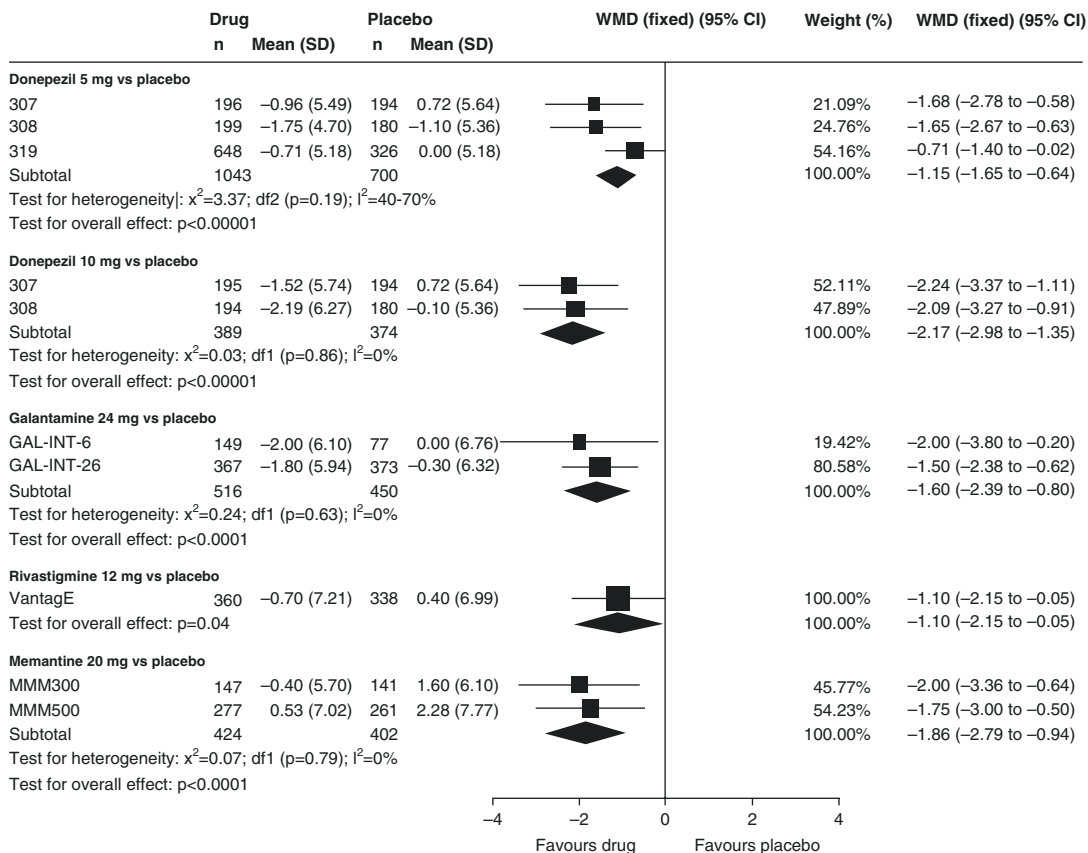 Drug Placebo WMD (fixed) (95% CI) Weight (%) WMD (fixed) (95% CI)
n Mean (SD) n Mean (SD)
Donepezil 5 mg vs placebo
307 196 –0.96 (5.49) 194 0.72 (5.64) 21.09% –1.68 (–2.78 to –0.58)
308 199 –1.75 (4.70) 180 –1.10 (5.36) 24.76% –1.65 (–2.67 to –0.63)
319 648 –0.71 (5.18) 326 0.00 (5.18) 54.16% –0.71 (–1.40 to –0.02)
Subtotal 1043 700 100.00% –1.15 (–1.65 to –0.64)
Test for heterogeneity|: x²=3.37; df2 (p=0.19); I²=40-70%
Test for overall effect: p<0.00001
Donepezil 10 mg vs placebo
307 195 –1.52 (5.74) 194 0.72 (5.64) 52.11% –2.24 (–3.37 to –1.11)
308 194 –2.19 (6.27) 180 –0.10 (5.36) 47.89% –2.09 (–3.27 to –0.91)
Subtotal 389 374 100.00% –2.17 (–2.98 to –1.35)
Test for heterogeneity: x²=0.03; df1 (p=0.86); I²=0%
Test for overall effect: p<0.00001
Galantamine 24 mg vs placebo
GAL-INT-6 149 –2.00 (6.10) 77 0.00 (6.76) 19.42% –2.00 (–3.80 to –0.20)
GAL-INT-26 367 –1.80 (5.94) 373 –0.30 (6.32) 80.58% –1.50 (–2.38 to –0.62)
Subtotal 516 450 100.00% –1.60 (–2.39 to –0.80)
Test for heterogeneity: x²=0.24; df1 (p=0.63); I²=0%
Test for overall effect: p<0.0001
Rivastigmine 12 mg vs placebo
VantagE 360 –0.70 (7.21) 338 0.40 (6.99) 100.00% –1.10 (–2.15 to –0.05)
Test for overall effect: p=0.04 100.00% –1.10 (–2.15 to –0.05)
Memantine 20 mg vs placebo
MMM300 147 –0.40 (5.70) 141 1.60 (6.10) 45.77% –2.00 (–3.36 to –0.64)
MMM500 277 0.53 (7.02) 261 2.28 (7.77) 54.23% –1.75 (–3.00 to –0.50)
Subtotal 424 402 100.00% –1.86 (–2.79 to –0.94)
Test for heterogeneity: x²=0.07; df1 (p=0.79); I²=0%
Test for overall effect: p<0.0001
–4 –2 0 2 4
Favours drug Favours placebo